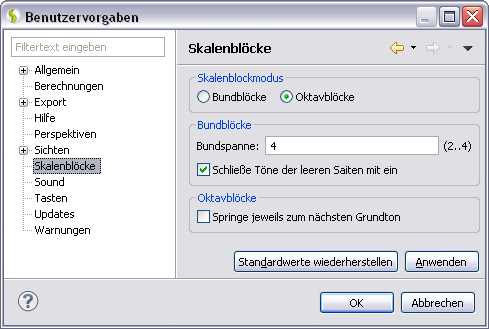 Benutzervorgaben
Filtertext eingeben
Skalenblöcke
Allgemein
Berechnungen
Export
Hilfe
Perspektiven
Sichten
Skalenblöcke
Sound
Tasten
Updates
Warnungen
Skalenblockmodus
Bundblöcke Oktavblöcke
Bundblöcke
Bundspanne: 4 (2..4)
Schließe Töne der leeren Saiten mit ein
Oktavblöcke
Springe jeweils zum nächsten Grundton
Standardwerte wiederherstellen Anwenden
OK Abbrechen